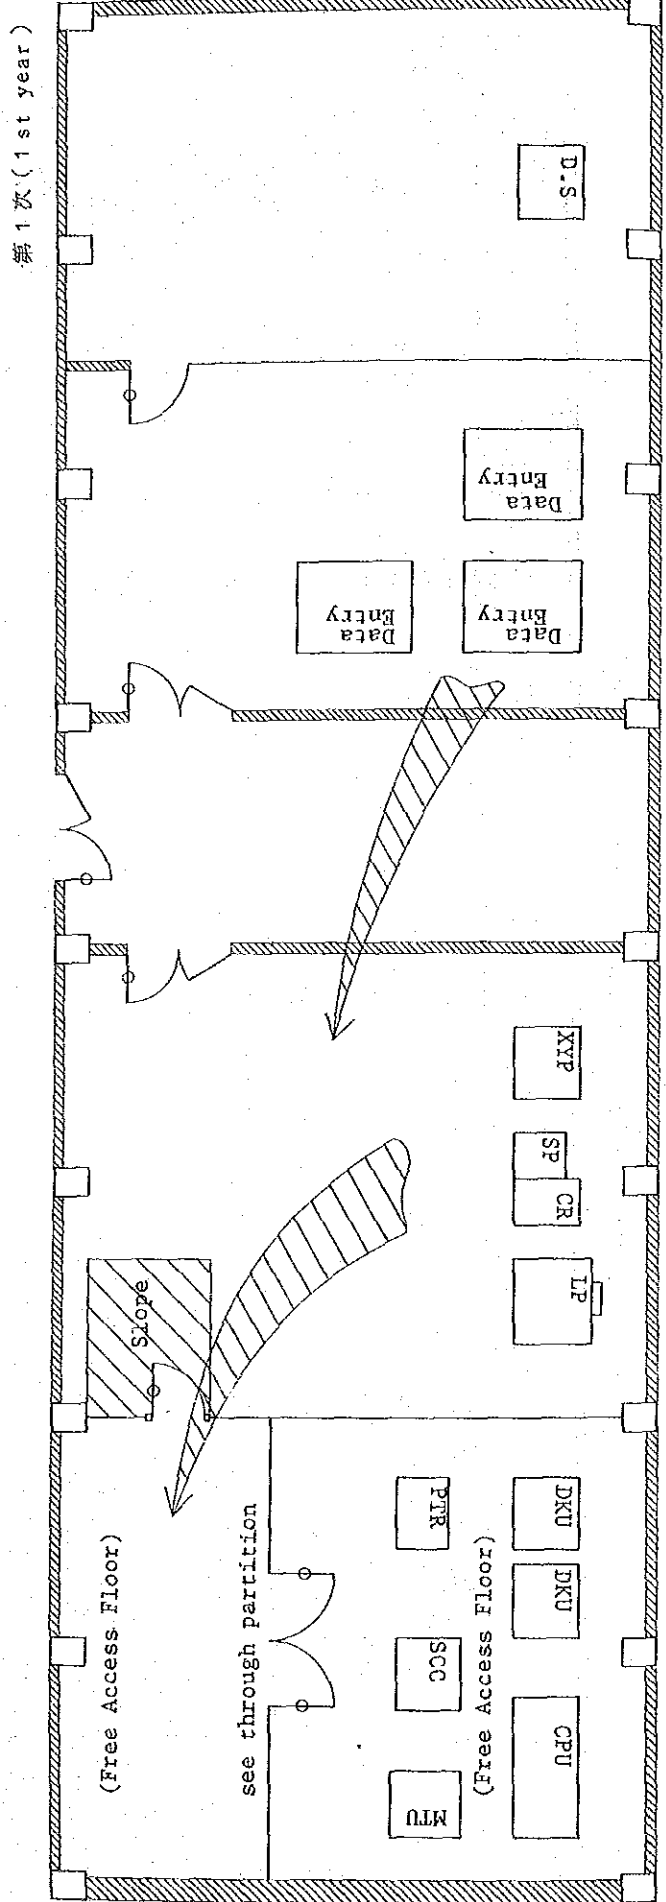 第1次(1st year)
D.S
Data
Entry
Data
Entry
Data
Entry
XYP
SP
CR
LP
Slope
(Free Access Floor)
see through partition
PTR
DKU
DKU
(Free Access Floor)
SCC
CPU
MTU